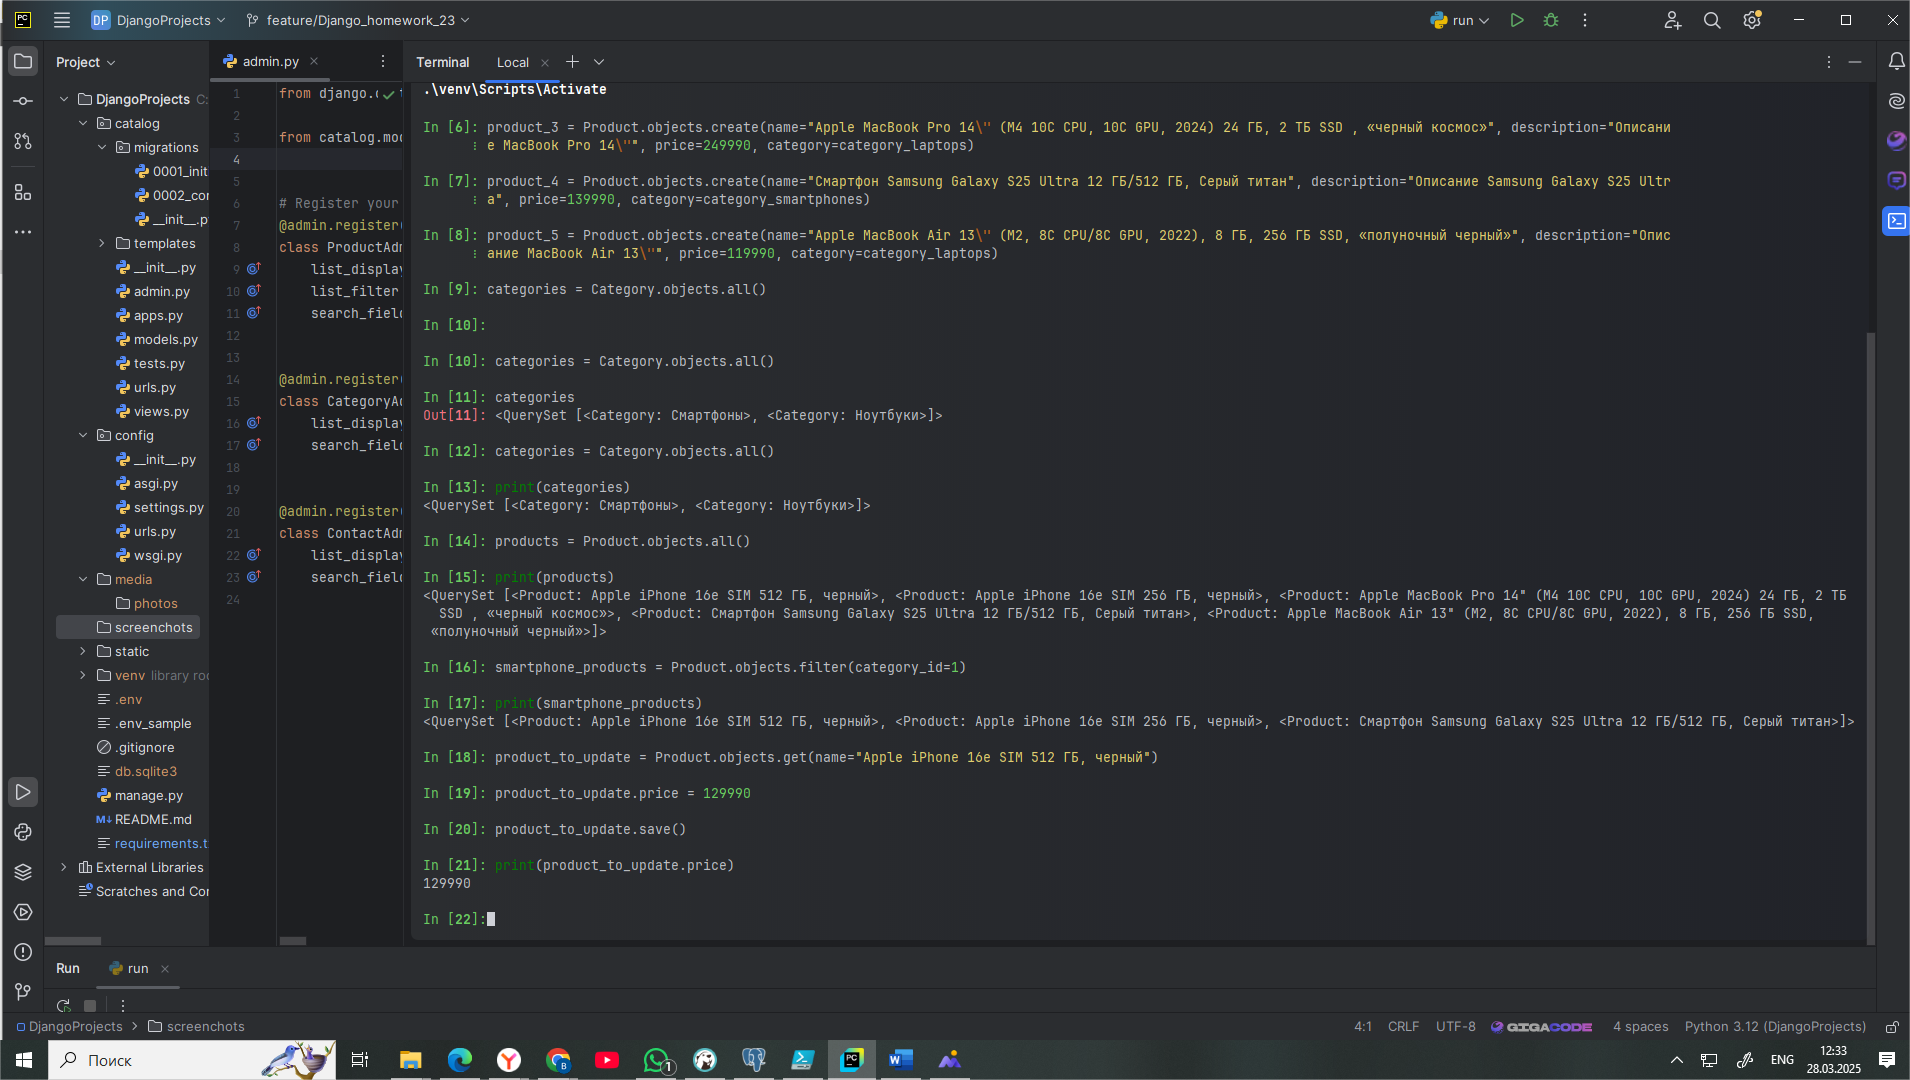 PC
DP DjangoProjects
feature/Django_homework_23
run
Project
admin.py
Terminal
Local
DjangoProjects C:
catalog
migrations
0001_init
0002_con
__init__.p
templates
__init__.py
admin.py
apps.py
models.py
tests.py
urls.py
views.py
config
__init__.py
asgi.py
settings.py
urls.py
wsgi.py
media
photos
screenchots
static
venv library roo
.env
.env_sample
.gitignore
db.sqlite3
manage.py
M↓ README.md
requirements.t
External Libraries
Scratches and Con
1 from django.c
2
3 from catalog.mod
4
5
6 # Register your
7 @admin.register(
8 class ProductAdm
9 list_display
10 list_filter
11 search_field
12
13
14 @admin.register(
15 class CategoryAd
16 list_display
17 search_field
18
19
20 @admin.register(
21 class ContactAdm
22 list_display
23 search_field
24
.\venv\Scripts\Activate
In [6]: product_3 = Product.objects.create(name="Apple MacBook Pro 14\" (M4 10C CPU, 10C GPU, 2024) 24 ГБ, 2 ТБ SSD , «черный космос»", description="Описани
: е MacBook Pro 14\"", price=249990, category=category_laptops)
In [7]: product_4 = Product.objects.create(name="Смартфон Samsung Galaxy S25 Ultra 12 ГБ/512 ГБ, Серый титан", description="Описание Samsung Galaxy S25 Ultr
: a", price=139990, category=category_smartphones)
In [8]: product_5 = Product.objects.create(name="Apple MacBook Air 13\" (M2, 8C CPU/8C GPU, 2022), 8 ГБ, 256 ГБ SSD, «полуночный черный»", description="Опис
: ание MacBook Air 13\"", price=119990, category=category_laptops)
In [9]: categories = Category.objects.all()
In [10]:
In [10]: categories = Category.objects.all()
In [11]: categories
Out[11]: <QuerySet [<Category: Смартфоны>, <Category: Ноутбуки>]>
In [12]: categories = Category.objects.all()
In [13]: print(categories)
<QuerySet [<Category: Смартфоны>, <Category: Ноутбуки>]>
In [14]: products = Product.objects.all()
In [15]: print(products)
<QuerySet [<Product: Apple iPhone 16e SIM 512 ГБ, черный>, <Product: Apple iPhone 16e SIM 256 ГБ, черный>, <Product: Apple MacBook Pro 14" (M4 10C CPU, 10C GPU, 2024) 24 ГБ, 2 ТБ
SSD , «черный космос»>, <Product: Смартфон Samsung Galaxy S25 Ultra 12 ГБ/512 ГБ, Серый титан>, <Product: Apple MacBook Air 13" (M2, 8C CPU/8C GPU, 2022), 8 ГБ, 256 ГБ SSD,
«полуночный черный»>]>
In [16]: smartphone_products = Product.objects.filter(category_id=1)
In [17]: print(smartphone_products)
<QuerySet [<Product: Apple iPhone 16e SIM 512 ГБ, черный>, <Product: Apple iPhone 16e SIM 256 ГБ, черный>, <Product: Смартфон Samsung Galaxy S25 Ultra 12 ГБ/512 ГБ, Серый титан>]>
In [18]: product_to_update = Product.objects.get(name="Apple iPhone 16e SIM 512 ГБ, черный")
In [19]: product_to_update.price = 129990
In [20]: product_to_update.save()
In [21]: print(product_to_update.price)
129990
In [22]:
Run
run
DjangoProjects > screenchots
4:1 CRLF UTF-8 GIGACODE 4 spaces Python 3.12 (DjangoProjects)
Поиск
1
PC
ENG
12:33
28.03.2025